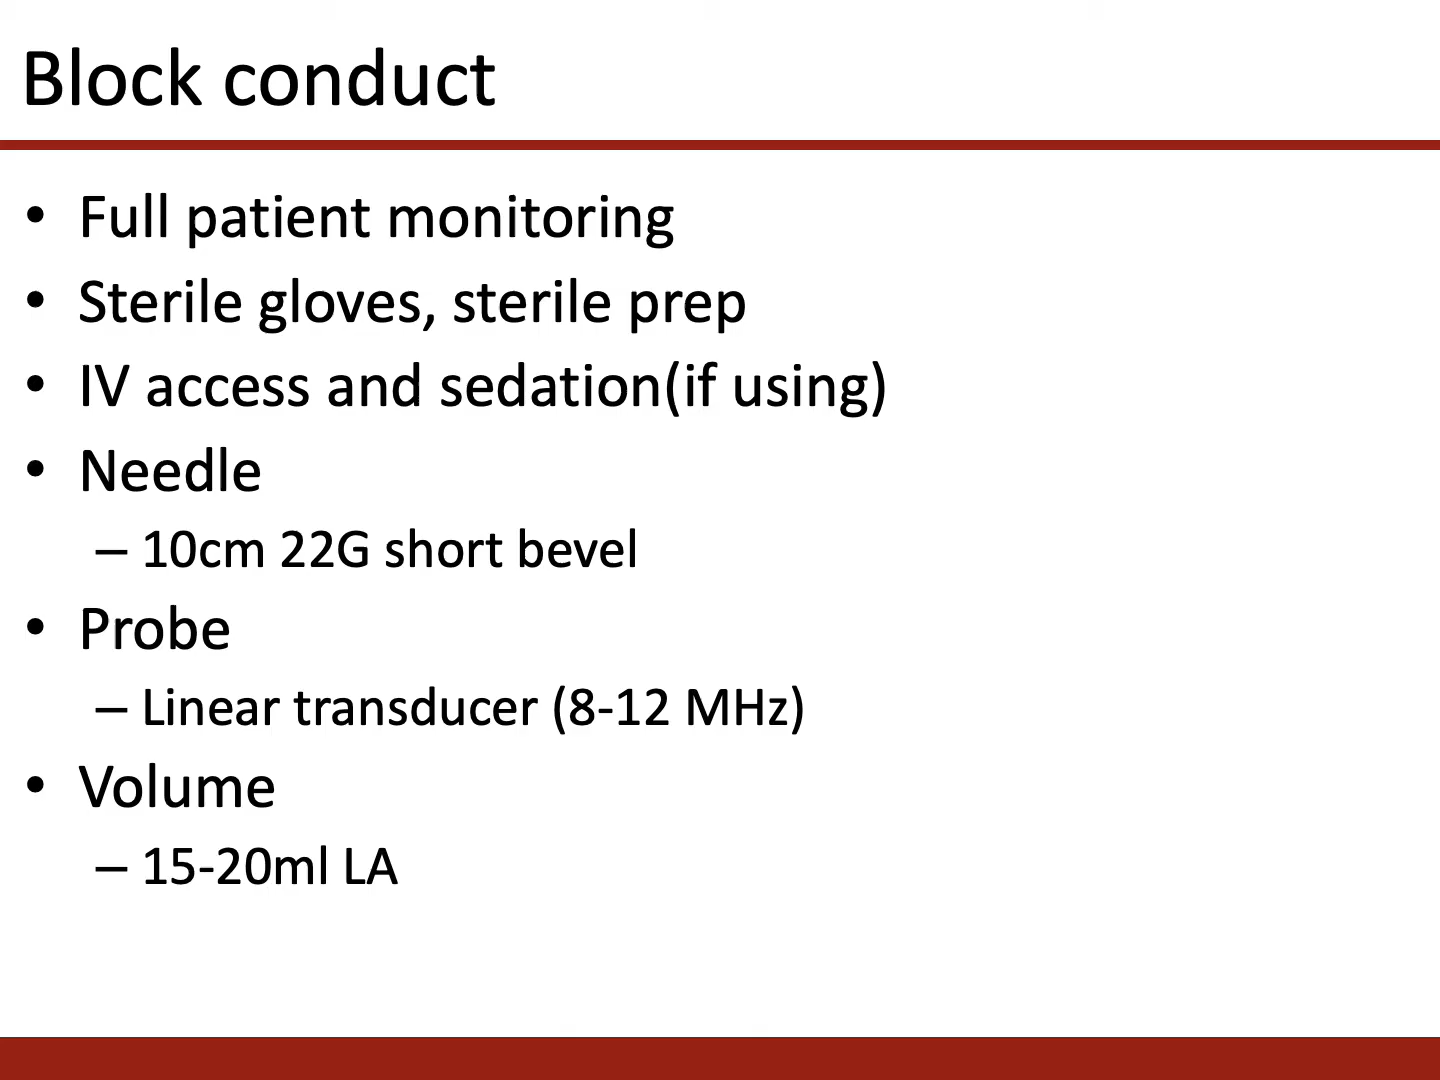 Block conduct
• Full patient monitoring
• Sterile gloves, sterile prep
• IV access and sedation(if using)
• Needle
– 10cm 22G short bevel
• Probe
– Linear transducer (8-12 MHz)
• Volume
– 15-20ml LA